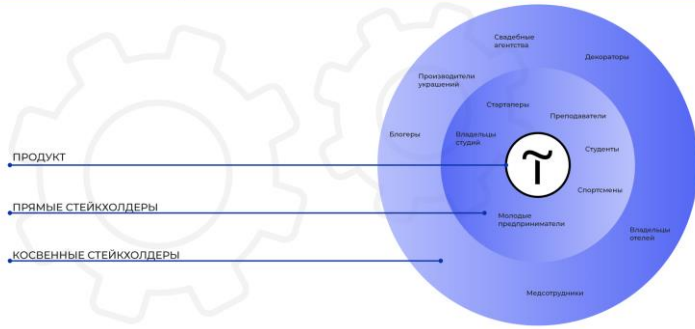 Свадебные
агентства
Декораторы
Производители
украшений
Стартаперы
Преподаватели
Блогеры
Владельцы
студий
Студенты
ПРОДУКТ
Спортсмены
ПРЯМЫЕ СТЕЙКХОЛДЕРЫ
Молодые
предприниматели
Владельцы
отелей
КОСВЕННЫЕ СТЕЙКХОЛДЕРЫ
Медсотрудники